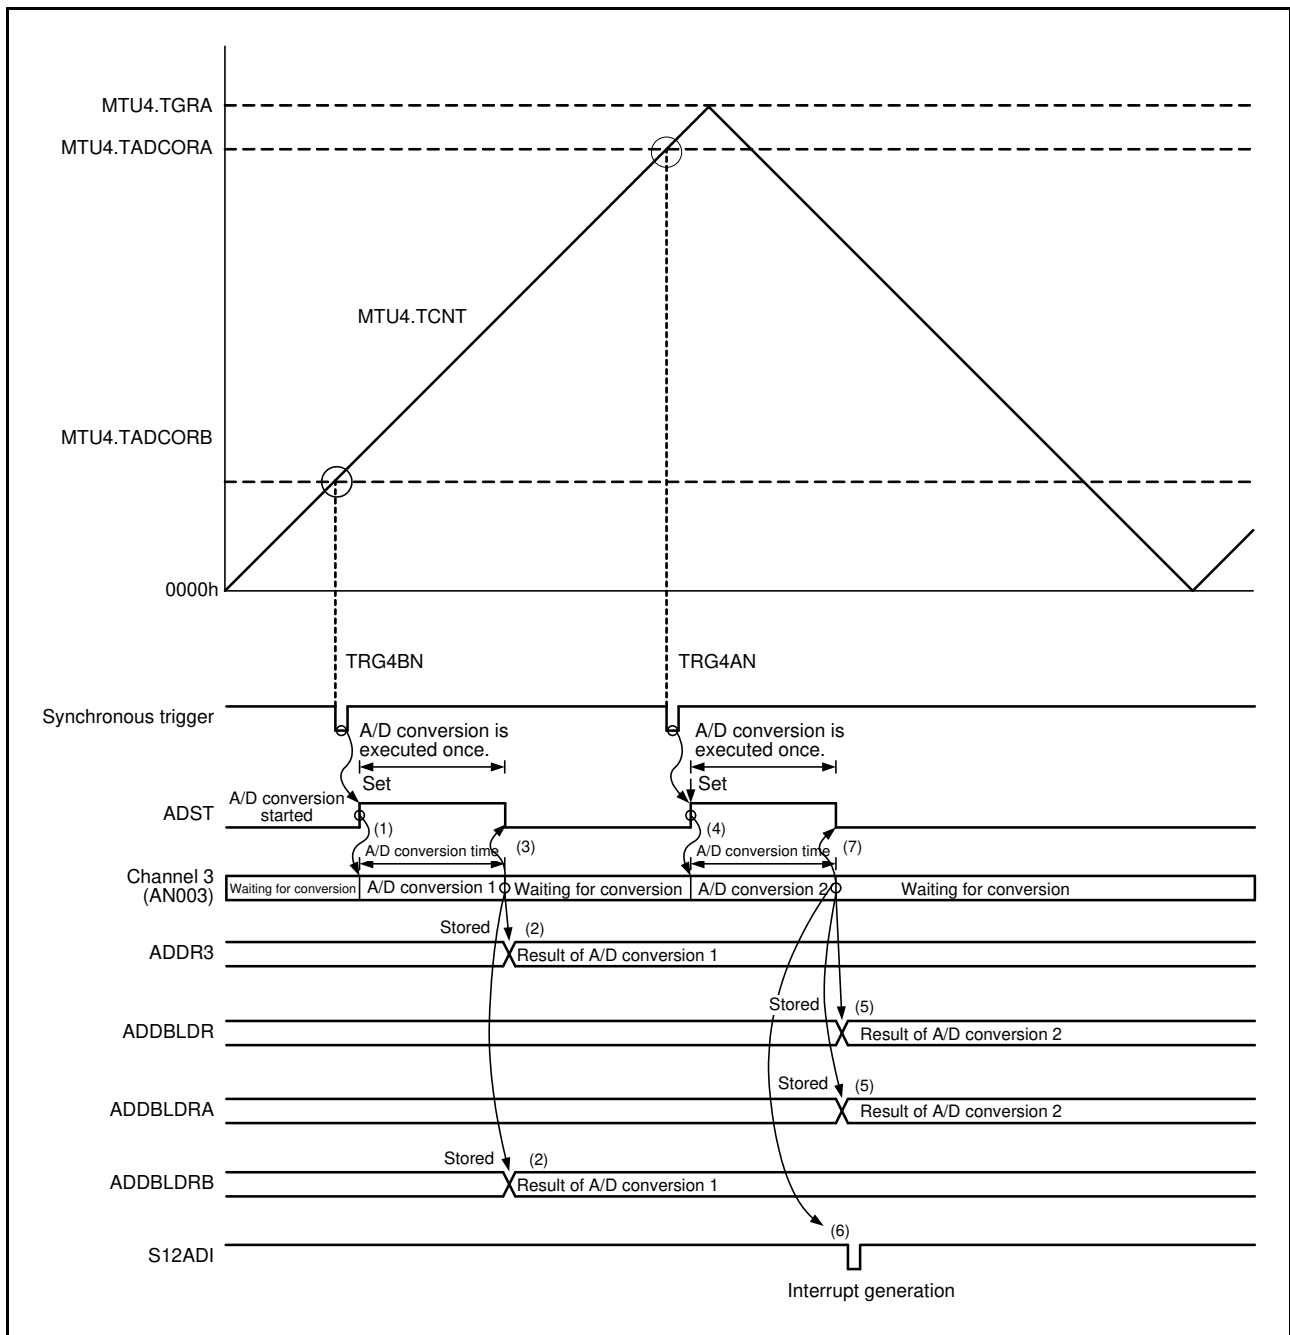 MTU4.TGRA
MTU4.TADCORA
MTU4.TCNT
MTU4.TADCORB
0000h
TRG4BN
TRG4AN
Synchronous trigger
A/D conversion is
executed once.
A/D conversion is
executed once.
Set
Set
A/D conversion
started
ADST
(1)
(3)
(4)
(7)
A/D conversion time
A/D conversion time
Channel 3
(AN003)
Waiting for conversion
A/D conversion 1
Waiting for conversion
A/D conversion 2
Waiting for conversion
Stored
(2)
ADDR3
Result of A/D conversion 1
Stored
(5)
ADDBLDR
Result of A/D conversion 2
Stored
(5)
ADDBLDRA
Result of A/D conversion 2
Stored
(2)
ADDBLDRB
Result of A/D conversion 1
(6)
S12ADI
Interrupt generation